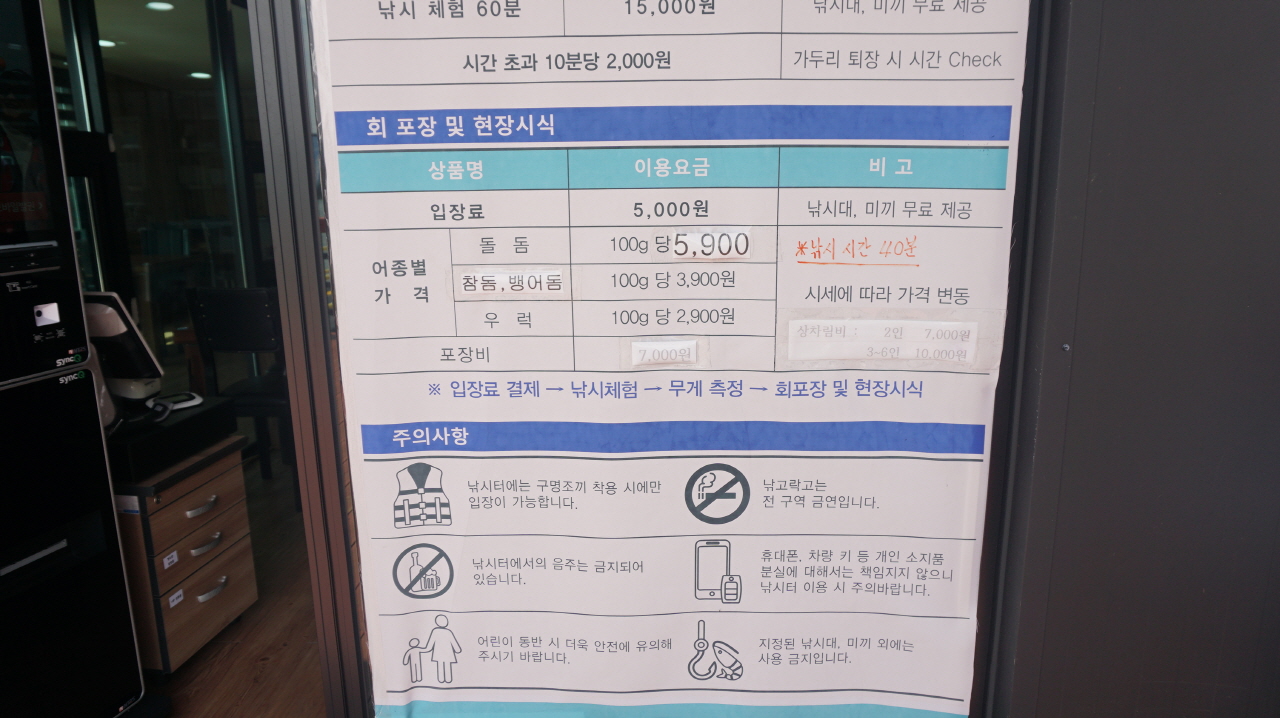 낚시 체험 60분 15,000원 낚시대, 미끼 무료 제공
시간 초과 10분당 2,000원 가두리 퇴장 시 시간 Check
회 포장 및 현장시식
상품명 이용요금 비 고
입장료 5,000원 낚시대, 미끼 무료 제공
어종별 가 격
돌 돔 100g 당 5,900
※낚시 시간 40분
참돔,뱅어돔 100g 당 3,900원
시세에 따라 가격 변동
우 럭 100g 당 2,900원
상차림비 : 2인 7,000원
3-6인 10,000원
포장비 7,000원
※ 입장료 결제 → 낚시체험 → 무게 측정 → 회포장 및 현장시식
주의사항
낚시터에는 구명조끼 착용 시에만
입장이 가능합니다.
낚고락고는
전 구역 금연입니다.
낚시터에서의 음주는 금지되어
있습니다.
휴대폰, 차량 키 등 개인 소지품
분실에 대해서는 책임지지 않으니
낚시터 이용 시 주의바랍니다.
어린이 동반 시 더욱 안전에 유의해
주시기 바랍니다.
지정된 낚시대, 미끼 외에는
사용 금지입니다.
SYNC
SYNC